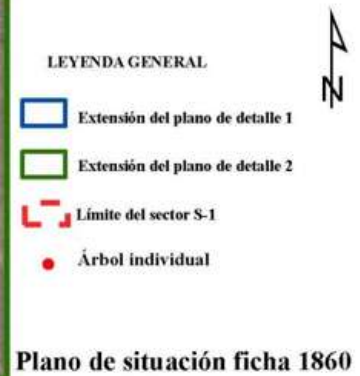 N
LEYENDA GENERAL
Extensión del plano de detalle 1
Extensión del plano de detalle 2
Límite del sector S-1
Árbol individual
Plano de situación ficha 1860